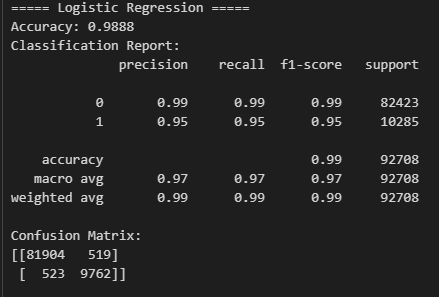 ===== Logistic Regression =====
Accuracy: 0.9888
Classification Report:
              precision    recall  f1-score   support

           0       0.99      0.99      0.99     82423
           1       0.95      0.95      0.95     10285

    accuracy                           0.99     92708
   macro avg       0.97      0.97      0.97     92708
weighted avg       0.99      0.99      0.99     92708

Confusion Matrix:
[[81904   519]
 [  523  9762]]